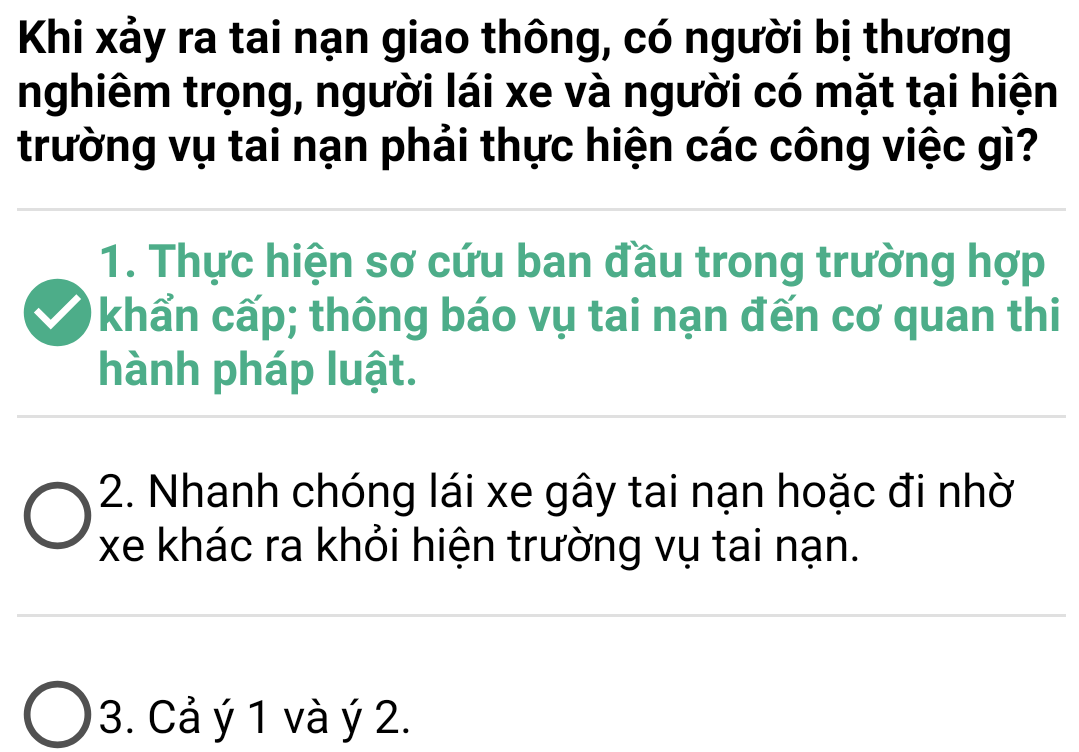 Khi xảy ra tai nạn giao thông, có người bị thương
nghiêm trọng, người lái xe và người có mặt tại hiện
trường vụ tai nạn phải thực hiện các công việc gì?
1. Thực hiện sơ cứu ban đầu trong trường hợp
khẩn cấp; thông báo vụ tai nạn đến cơ quan thi
hành pháp luật.
2. Nhanh chóng lái xe gây tai nạn hoặc đi nhờ
xe khác ra khỏi hiện trường vụ tai nạn.
3. Cả ý 1 và ý 2.